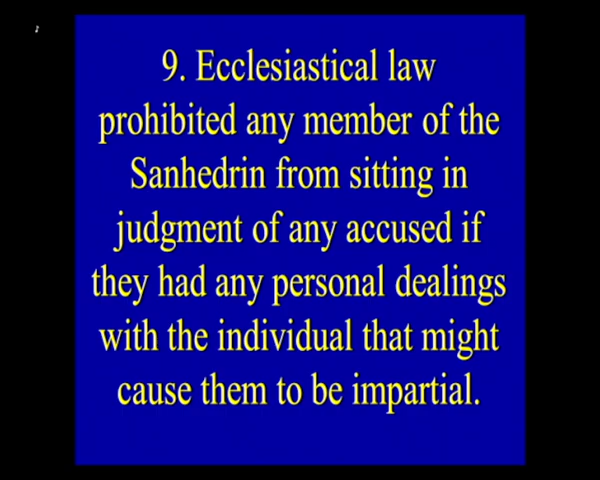 9. Ecclesiastical law
prohibited any member of the
Sanhedrin from sitting in
judgment of any accused if
they had any personal dealings
with the individual that might
cause them to be impartial.